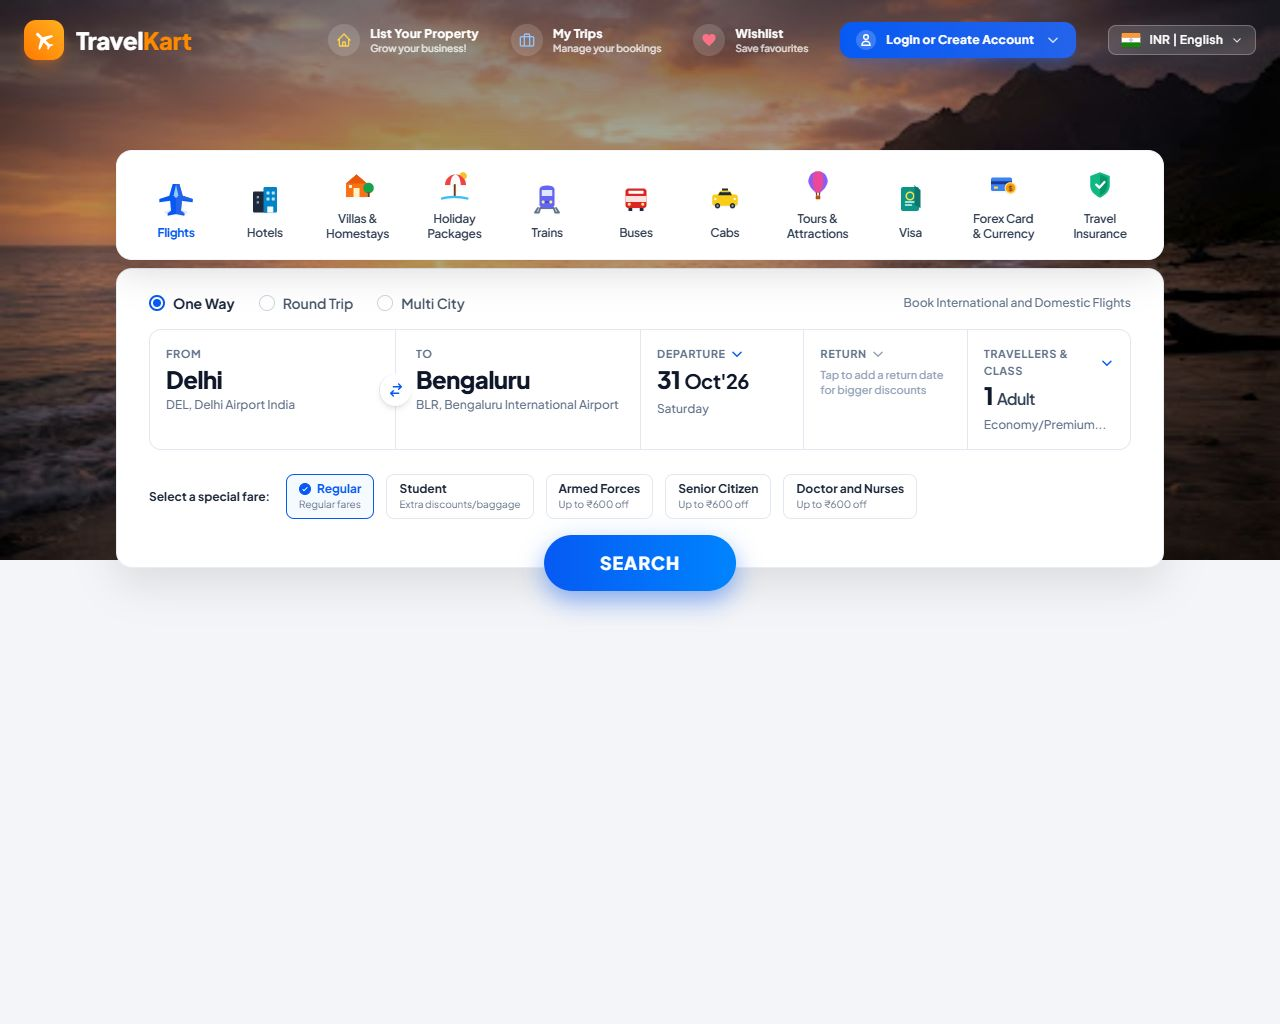 TravelKart
List Your Property
Grow your business!
My Trips
Manage your bookings
Wishlist
Save favourites
Login or Create Account
INR | English
Flights
Hotels
Villas &
Homestays
Holiday
Packages
Trains
Buses
Cabs
Tours &
Attractions
Visa
Forex Card
& Currency
Travel
Insurance
One Way
Round Trip
Multi City
Book International and Domestic Flights
FROM
Delhi
DEL, Delhi Airport India
TO
Bengaluru
BLR, Bengaluru International Airport
DEPARTURE
31 Oct'26
Saturday
RETURN
Tap to add a return date
for bigger discounts
TRAVELLERS &
CLASS
1 Adult
Economy/Premium...
Select a special fare:
Regular
Regular fares
Student
Extra discounts/baggage
Armed Forces
Up to ₹600 off
Senior Citizen
Up to ₹600 off
Doctor and Nurses
Up to ₹600 off
SEARCH